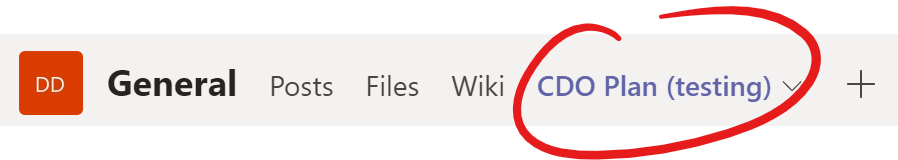 DD General Posts Files Wiki CDO Plan (testing)